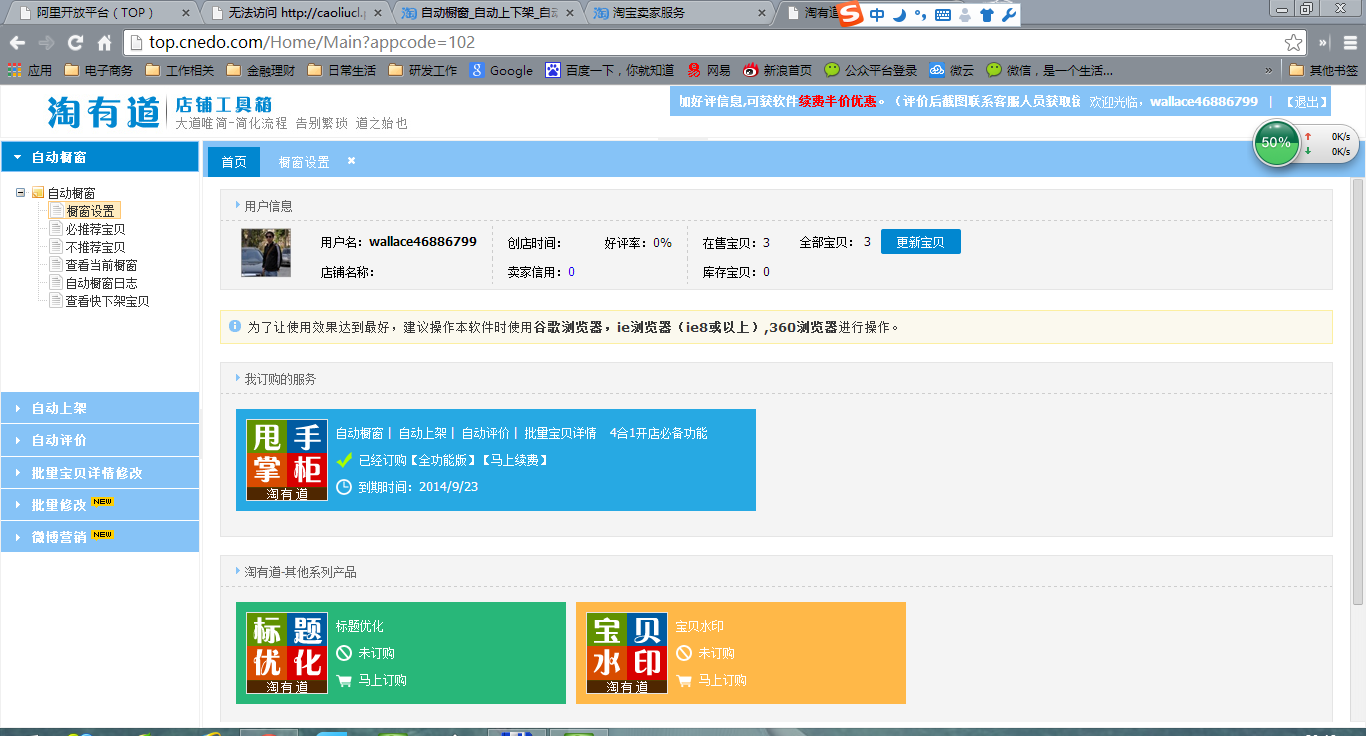 阿里开放平台（TOP）
无法访问 http://caoliucl.p
自动橱窗_自动上下架_自
淘宝卖家服务
淘有道
中
top.cnedo.com/Home/Main?appcode=102
应用 电子商务 工作相关 金融理财 日常生活 研发工作 Google 百度一下，你就知道 网易 新浪首页 公众平台登录 微云 微信，是一个生活... » 其他书签
淘有道 店铺工具箱
大道唯简-简化流程 告别繁琐 道之始也
加好评信息,可获软件续费半价优惠。（评价后截图联系客服人员获取 欢迎光临，wallace46886799 | 【退出】
50% 0K/s
0K/s
自动橱窗
自动橱窗
橱窗设置
必推荐宝贝
不推荐宝贝
查看当前橱窗
自动橱窗日志
查看快下架宝贝
自动上架
自动评价
批量宝贝详情修改
批量修改 NEW
微博营销 NEW
首页 橱窗设置
用户信息
用户名：wallace46886799 创店时间： 好评率：0% 在售宝贝：3 全部宝贝： 3 更新宝贝
店铺名称： 卖家信用：0 库存宝贝：0
为了让使用效果达到最好，建议操作本软件时使用谷歌浏览器，ie浏览器（ie8或以上）,360浏览器进行操作。
我订购的服务
甩手掌柜
淘有道
自动橱窗| 自动上架| 自动评价| 批量宝贝详情 4合1开店必备功能
已经订购【全功能版】【马上续费】
到期时间：2014/9/23
淘有道-其他系列产品
标题优化
淘有道
标题优化
未订购
马上订购
宝贝水印
淘有道
宝贝水印
未订购
马上订购